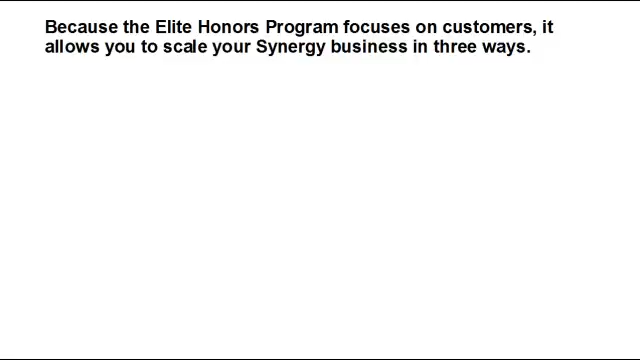 Because the Elite Honors Program focuses on customers, it
allows you to scale your Synergy business in three ways.